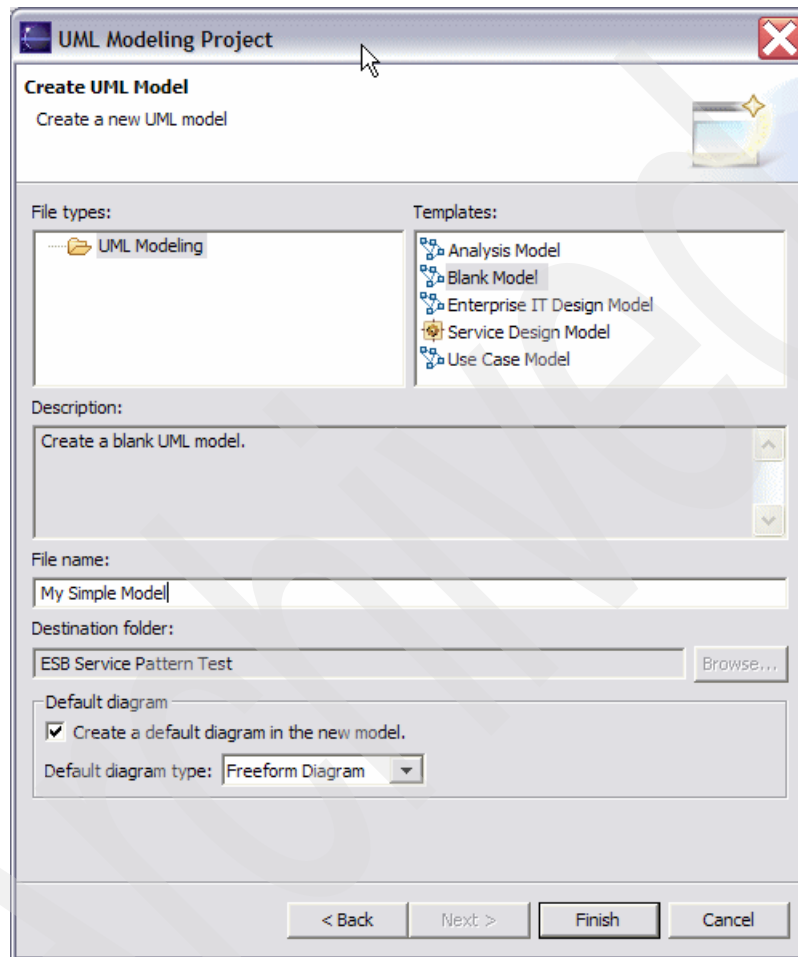 UML Modeling Project
Create UML Model
Create a new UML model
File types:
Templates:
UML Modeling
Analysis Model
Blank Model
Enterprise IT Design Model
Service Design Model
Use Case Model
Description:
Create a blank UML model.
File name:
My Simple Model
Destination folder:
ESB Service Pattern Test
Browse...
Default diagram
Create a default diagram in the new model.
Default diagram type: Freeform Diagram
< Back
Next >
Finish
Cancel